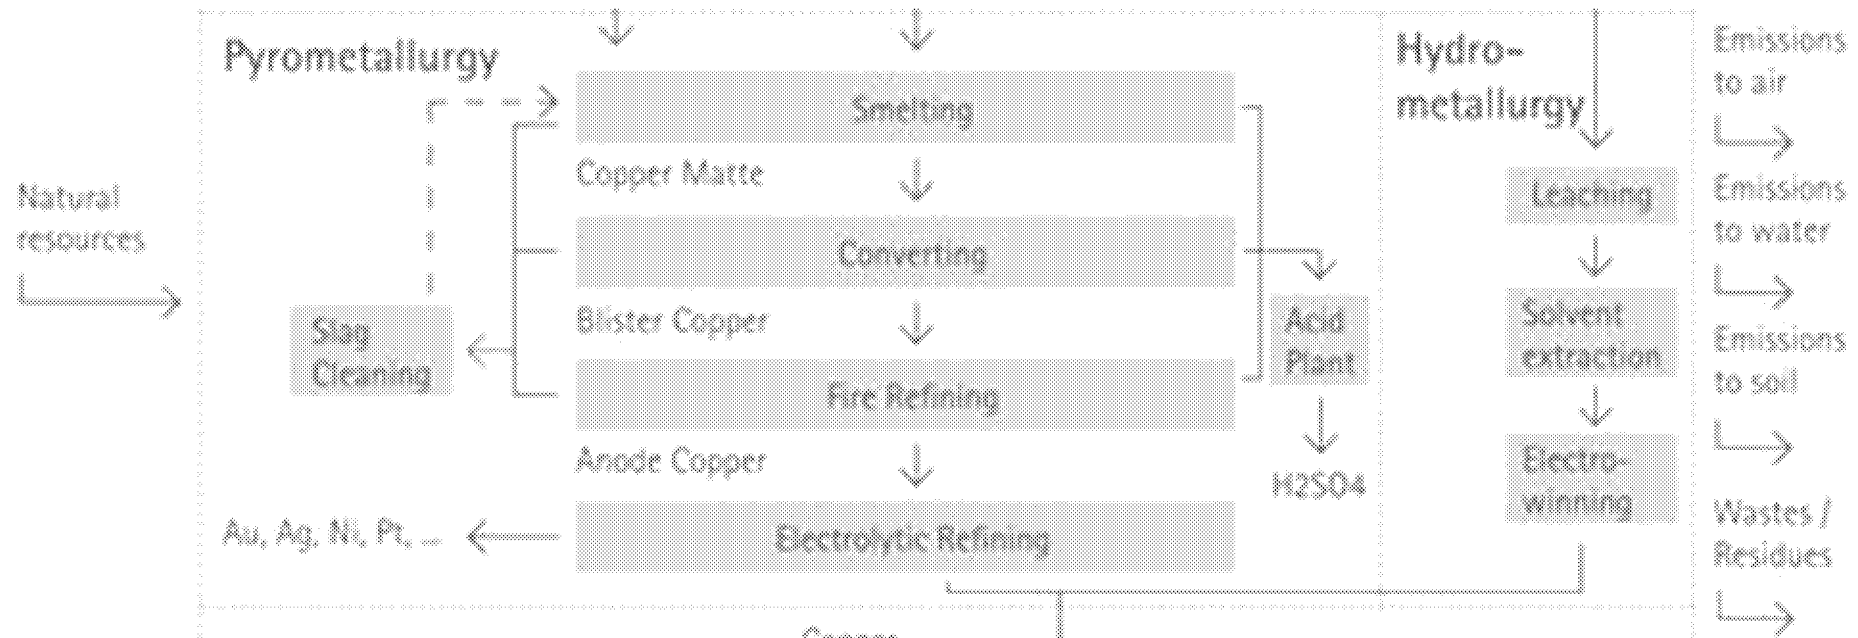 Pyrometallurgy
Hydro-
metallurgy
Emissions
to air
Smelting
Copper Matte
Leaching
Emissions
to water
Natural
resources
Converting
Blister Copper
Slag
Cleaning
Acid
Plant
Solvent
extraction
Emissions
to soil
Fire Refining
Anode Copper
H2SO4
Electro-
winning
Au, Ag, Ni, Pt, ...
Electrolytic Refining
Wastes /
Residues